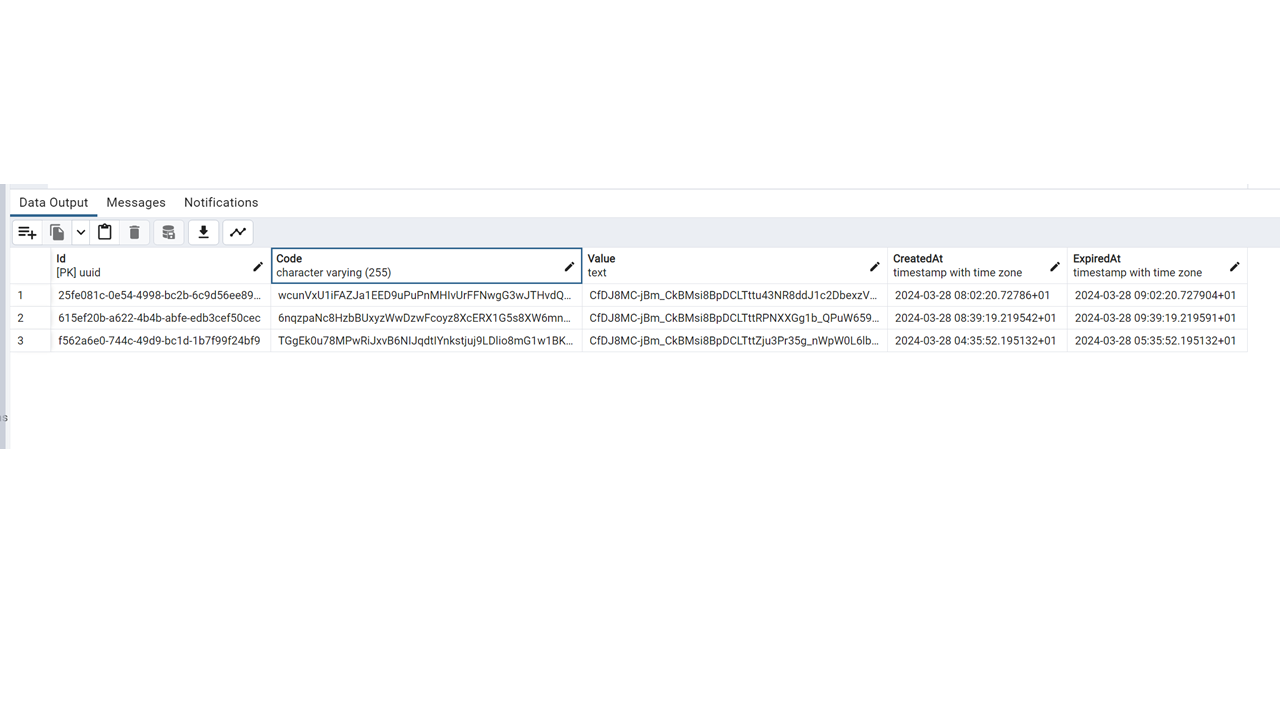 Data Output Messages Notifications
Id Code Value CreatedAt ExpiredAt
[PK] uuid character varying (255) text timestamp with time zone timestamp with time zone
1 25fe081c-0e54-4998-bc2b-6c9d56ee89... wcunVxU1iFAZJa1EED9uPuPnMHIvUrFFNwgG3wJTHvdQ... CfDJ8MC-jBm_CkBMsi8BpDCLTttu43NR8ddJ1c2DbexzV... 2024-03-28 08:02:20.72786+01 2024-03-28 09:02:20.727904+01
2 615ef20b-a622-4b4b-abfe-edb3cef50cec 6nqzpaNc8HzbBUxyzWwDzwFcoyz8XcERX1G5s8XW6mn... CfDJ8MC-jBm_CkBMsi8BpDCLTttRPNXXGg1b_QPuW659... 2024-03-28 08:39:19.219542+01 2024-03-28 09:39:19.219591+01
3 f562a6e0-744c-49d9-bc1d-1b7f99f24bf9 TGgEk0u78MPwRiJxvB6NIJqdtIYnkstjuj9LDlio8mG1w1BK... CfDJ8MC-jBm_CkBMsi8BpDCLTttZju3Pr35g_nWpW0L6lb... 2024-03-28 04:35:52.195132+01 2024-03-28 05:35:52.195132+01